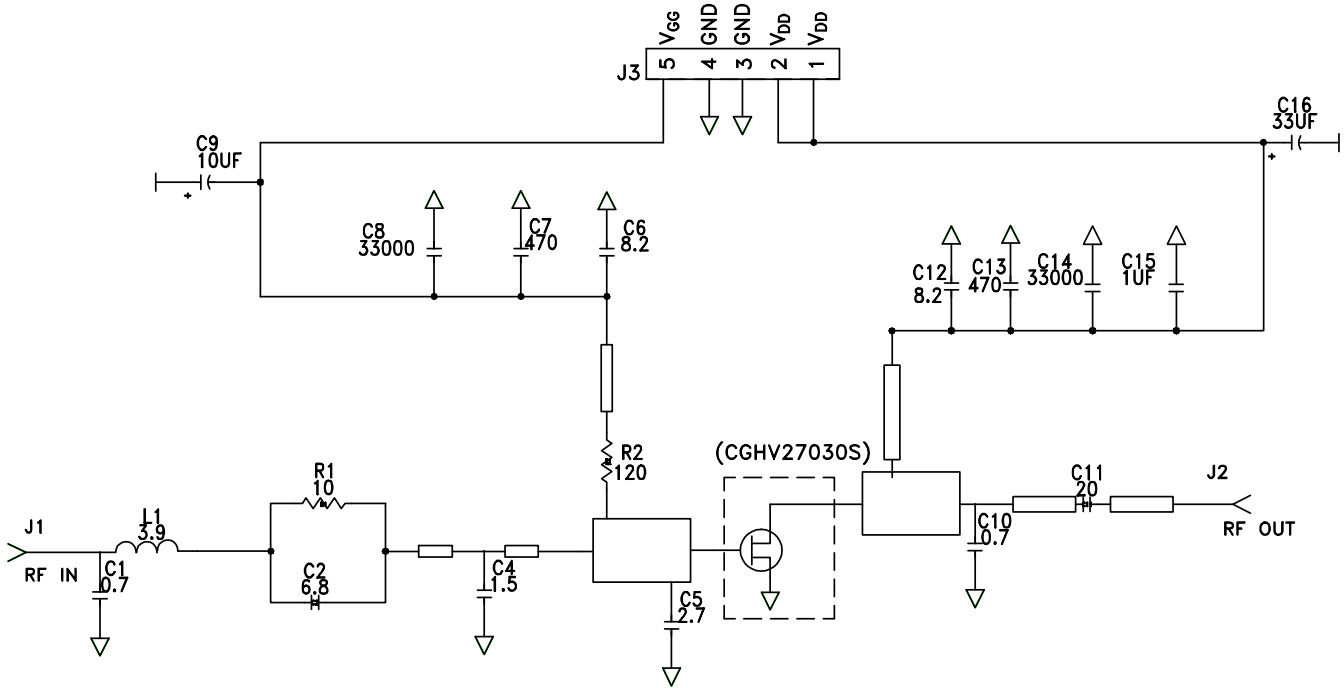 VGG
GND
GND
VDD
VDD
J3
5
4
3
2
1
C16
33UF
+
C9
10UF
+
C8
33000
C7
470
C6
8.2
C12
8.2
C13
470
C14
33000
C15
1UF
R2
120
(CGHV27030S)
R1
10
C11
20
J2
RF OUT
J1
RF IN
L1
3.9
C1
0.7
C2
6.8
C4
1.5
C5
2.7
C10
0.7